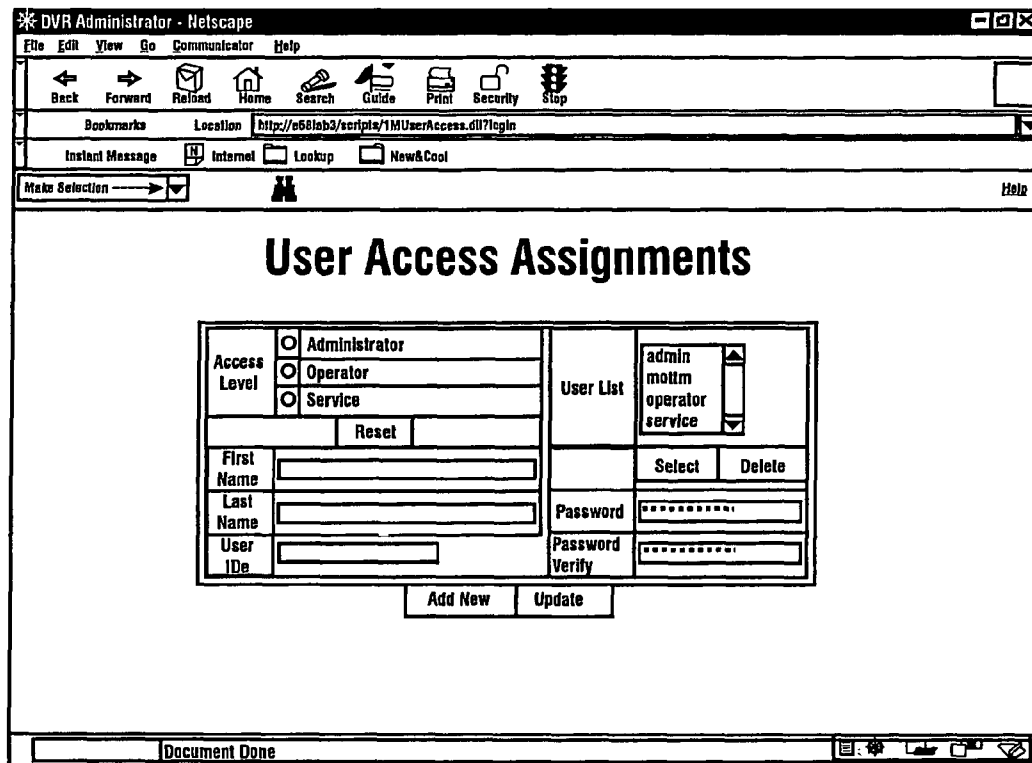 DVR Administrator - Netscape
File Edit View Go Communicator Help
Back Forward Reload Home Search Guide Print Security Stop
Bookmarks Location http://e58lab3/scripts/1MUserAccess.dll?login
Instant Message N Internet Lookup New&Cool
Make Selection Help
User Access Assignments
Access Level
Administrator
Operator
Service
Reset
First Name
Last Name
User IDe
User List
admin
mottm
operator
service
Select Delete
Password
Password Verify
Add New Update
Document Done